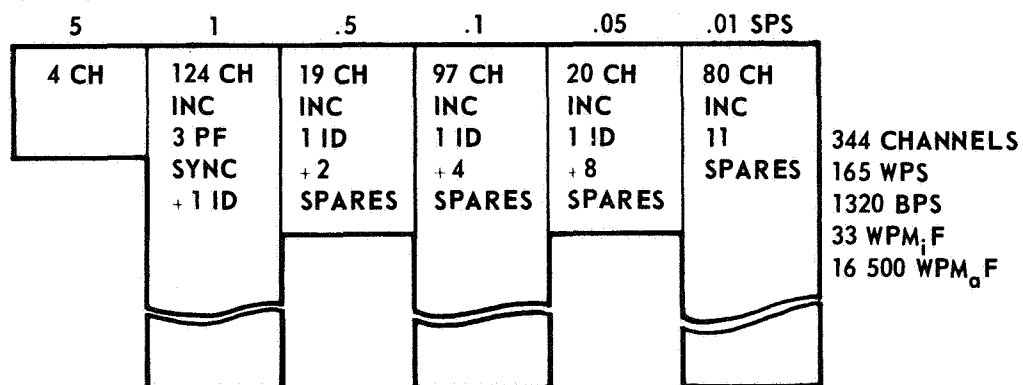 5 1 .5 .1 .05 .01 SPS
4 CH
124 CH
INC
3 PF
SYNC
+ 1 ID
19 CH
INC
1 ID
+ 2
SPARES
97 CH
INC
1 ID
+ 4
SPARES
20 CH
INC
1 !D
+ 8
SPARES
80 CH
INC
11
SPARES
344 CHANNELS
165 WPS
1320 BPS
33 WPMiF
16 500 WPMaF